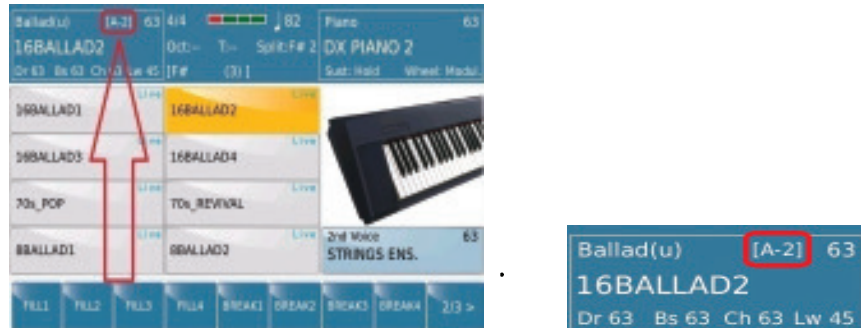 Ballad(u) [A-2] 63 4/4 82 Piano 63
16BALLAD2 Oct:-- T:-- Split:F# 2 DX PIANO 2
Dr 63 Bs 63 Ch 63 Lw 45 [F# (3) ] Sust: Hold Wheel: Modul.
Live Live
16BALLAD1 16BALLAD2
Live Live
16BALLAD3 16BALLAD4
Live Live
70s_POP 70s_REVIVAL
Live Live 2nd Voice 63
8BALLAD1 8BALLAD2 STRINGS ENS.
FILL1 FILL2 FILL3 FILL4 BREAK1 BREAK2 BREAK3 BREAK4 2/3 >
.
Ballad(u) [A-2] 63
16BALLAD2
Dr 63 Bs 63 Ch 63 Lw 45